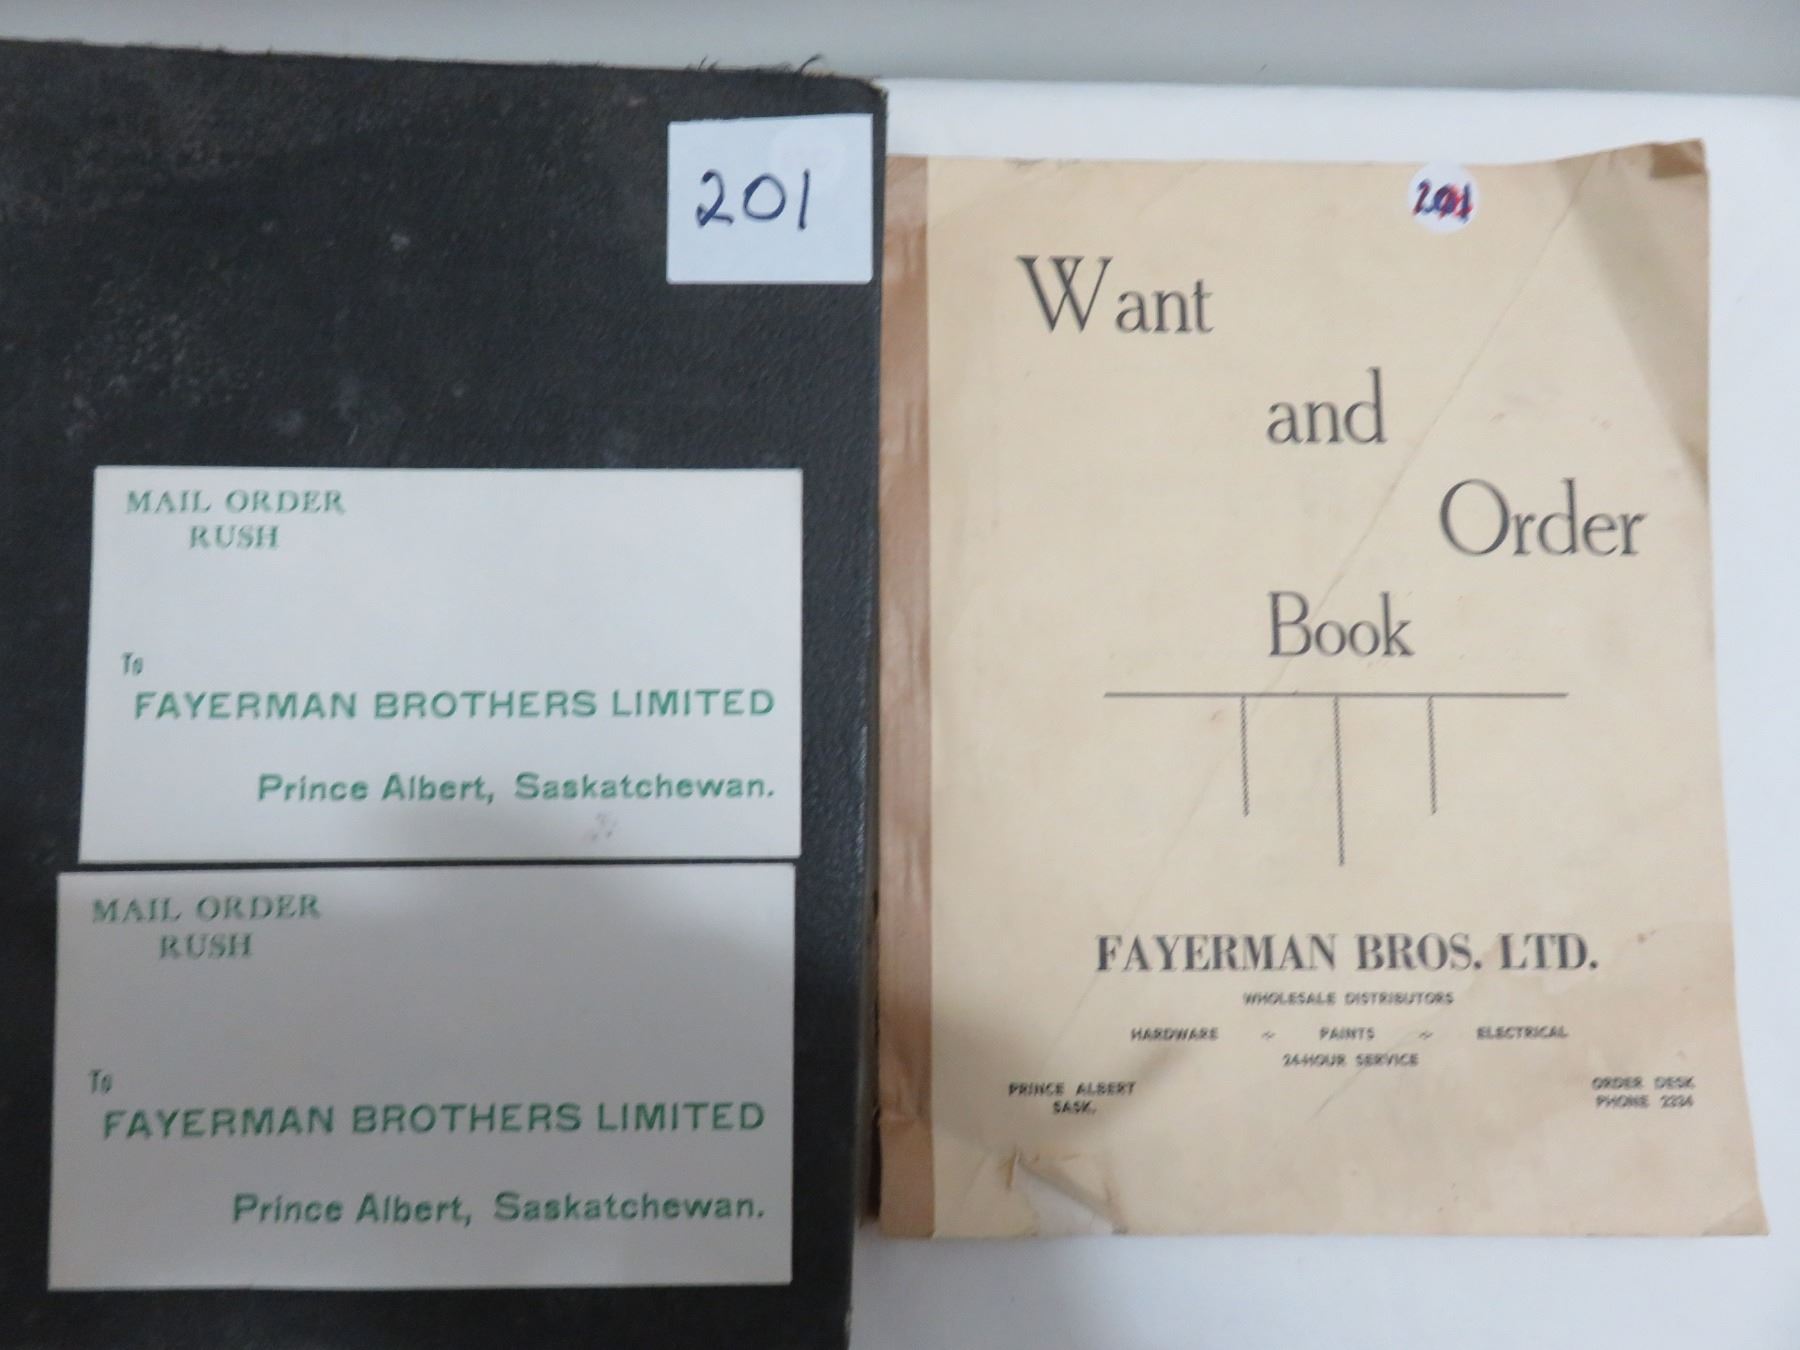 201
MAIL ORDER
RUSH
To
FAYERMAN BROTHERS LIMITED
Prince Albert, Saskatchewan.
MAIL ORDER
RUSH
To
FAYERMAN BROTHERS LIMITED
Prince Albert, Saskatchewan.
201
Want
and
Order
Book
FAYERMAN BROS. LTD.
WHOLESALE DISTRIBUTORS
HARDWARE ~ PAINTS ~ ELECTRICAL
24-HOUR SERVICE
PRINCE ALBERT
SASK.
ORDER DESK
PHONE 2334